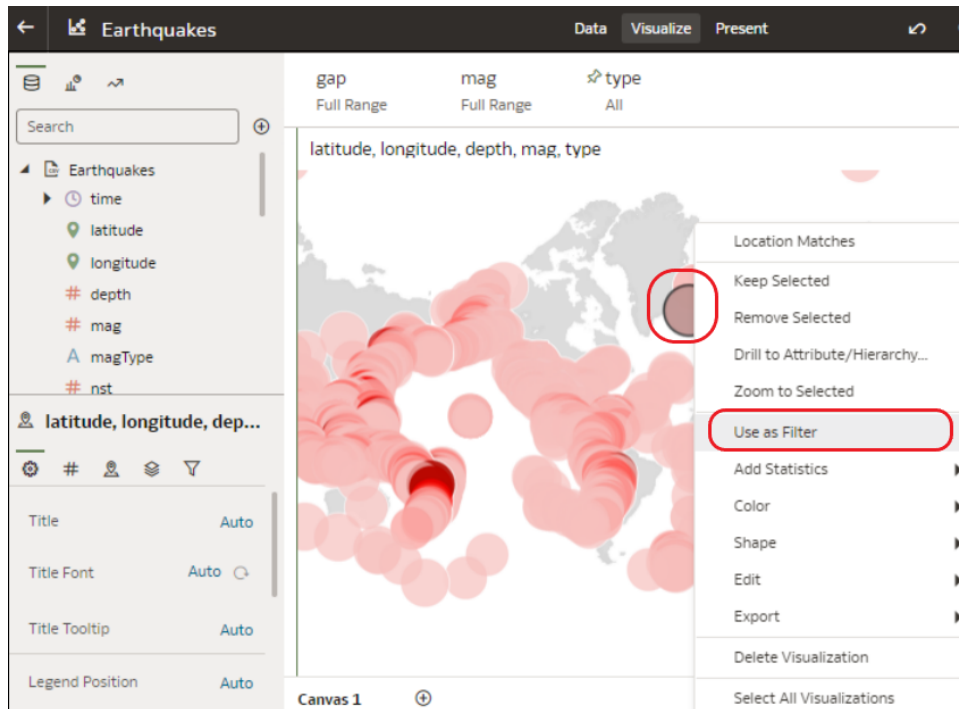 Earthquakes
Data Visualize Present
Search
gap mag type
Full Range Full Range All
latitude, longitude, depth, mag, type
Earthquakes
time
latitude
longitude
# depth
# mag
A magType
# nst
latitude, longitude, dep...
#
Title Auto
Title Font Auto
Title Tooltip Auto
Legend Position Auto
Location Matches
Keep Selected
Remove Selected
Drill to Attribute/Hierarchy...
Zoom to Selected
Use as Filter
Add Statistics
Color
Shape
Edit
Export
Delete Visualization
Select All Visualizations
Canvas 1